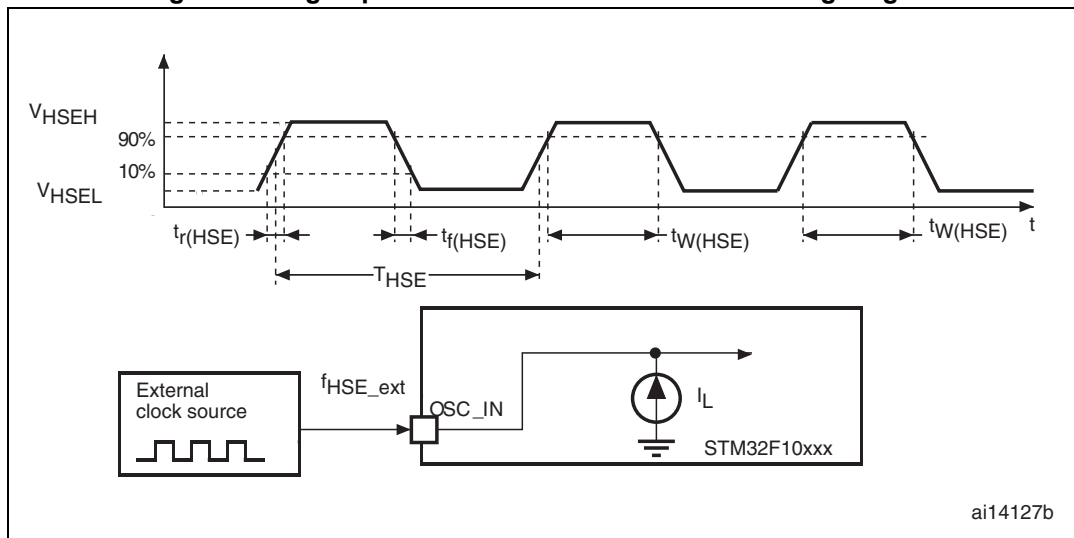 VHSEH
90%
10%
VHSEL
tr(HSE)
tf(HSE)
tW(HSE)
tW(HSE)
t
THSE
External
clock source
fHSE_ext
OSC_IN
IL
STM32F10xxx
ai14127b